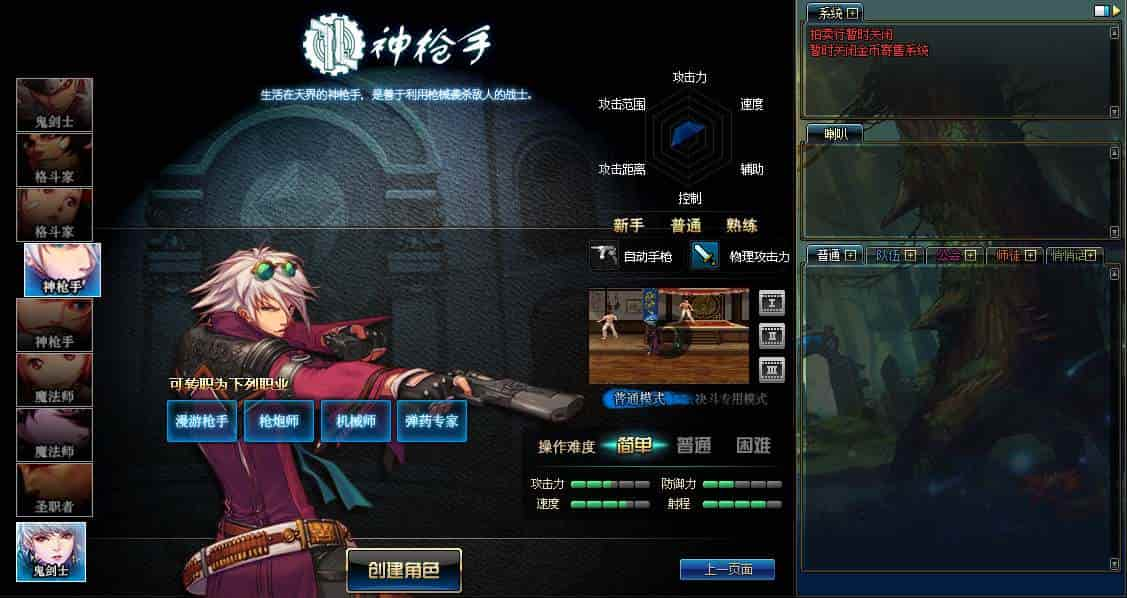 神枪手
生活在天界的神枪手，是善于利用枪械袭杀敌人的战士。
鬼剑士
格斗家
格斗家
神枪手
神枪手
魔法师
魔法师
圣职者
鬼剑士
可转职为下列职业
漫游枪手 枪炮师 机械师 弹药专家
创建角色
攻击力
攻击范围 速度
攻击距离 辅助
控制
新手 普通 熟练
自动手枪 物理攻击力
I
II
III
普通模式 决斗专用模式
操作难度 简单 普通 困难
攻击力 防御力
速度 射程
上一页面
系统
拍卖行暂时关闭
暂时关闭金币寄售系统
喇叭
普通 队伍 公会 师徒 悄悄话